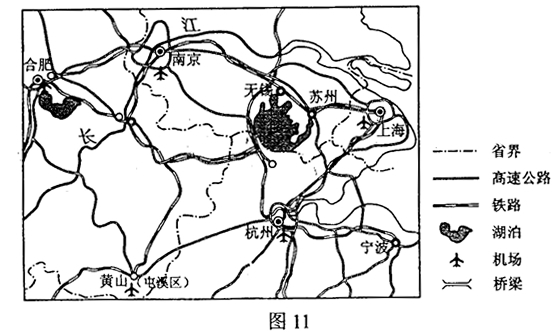 江
合肥
南京
无锡
苏州
上海
长
杭州
宁波
黄山(屯溪区)
省界
高速公路
铁路
湖泊
机场
桥梁
图 11